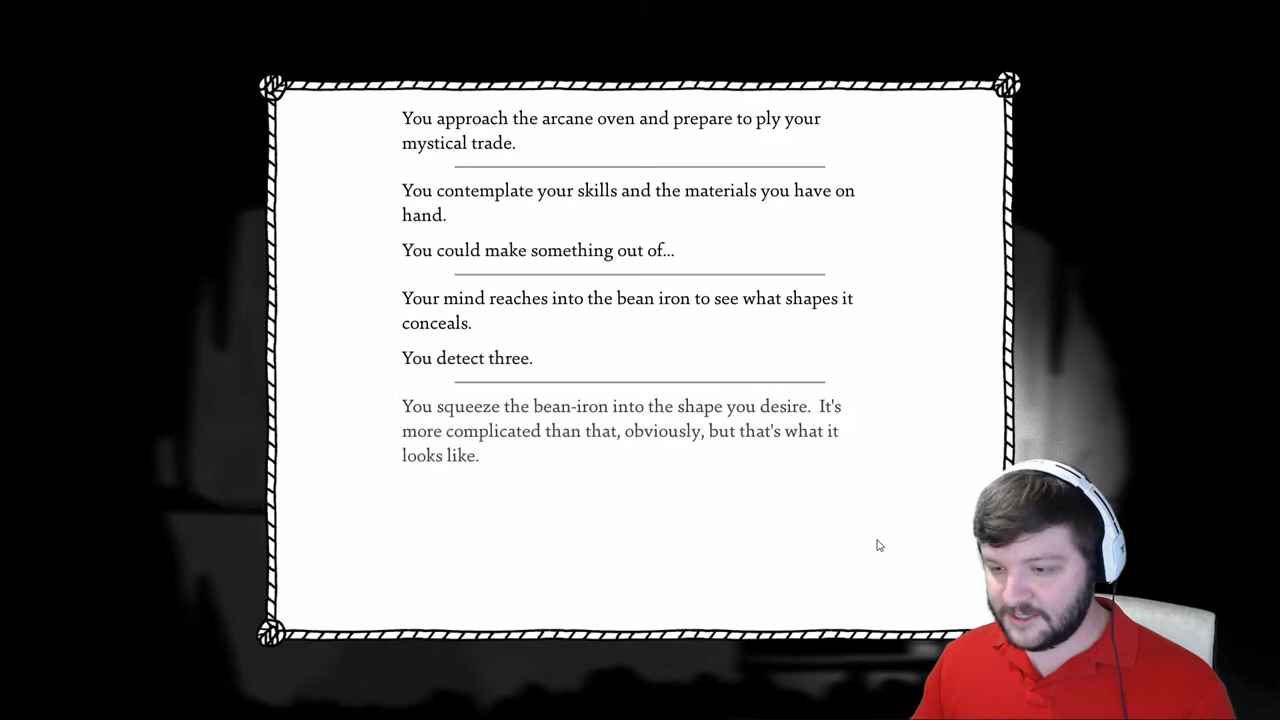 You approach the arcane oven and prepare to ply your
mystical trade.
You contemplate your skills and the materials you have on
hand.
You could make something out of...
Your mind reaches into the bean iron to see what shapes it
conceals.
You detect three.
You squeeze the bean-iron into the shape you desire.  It's
more complicated than that, obviously, but that's what it
looks like.